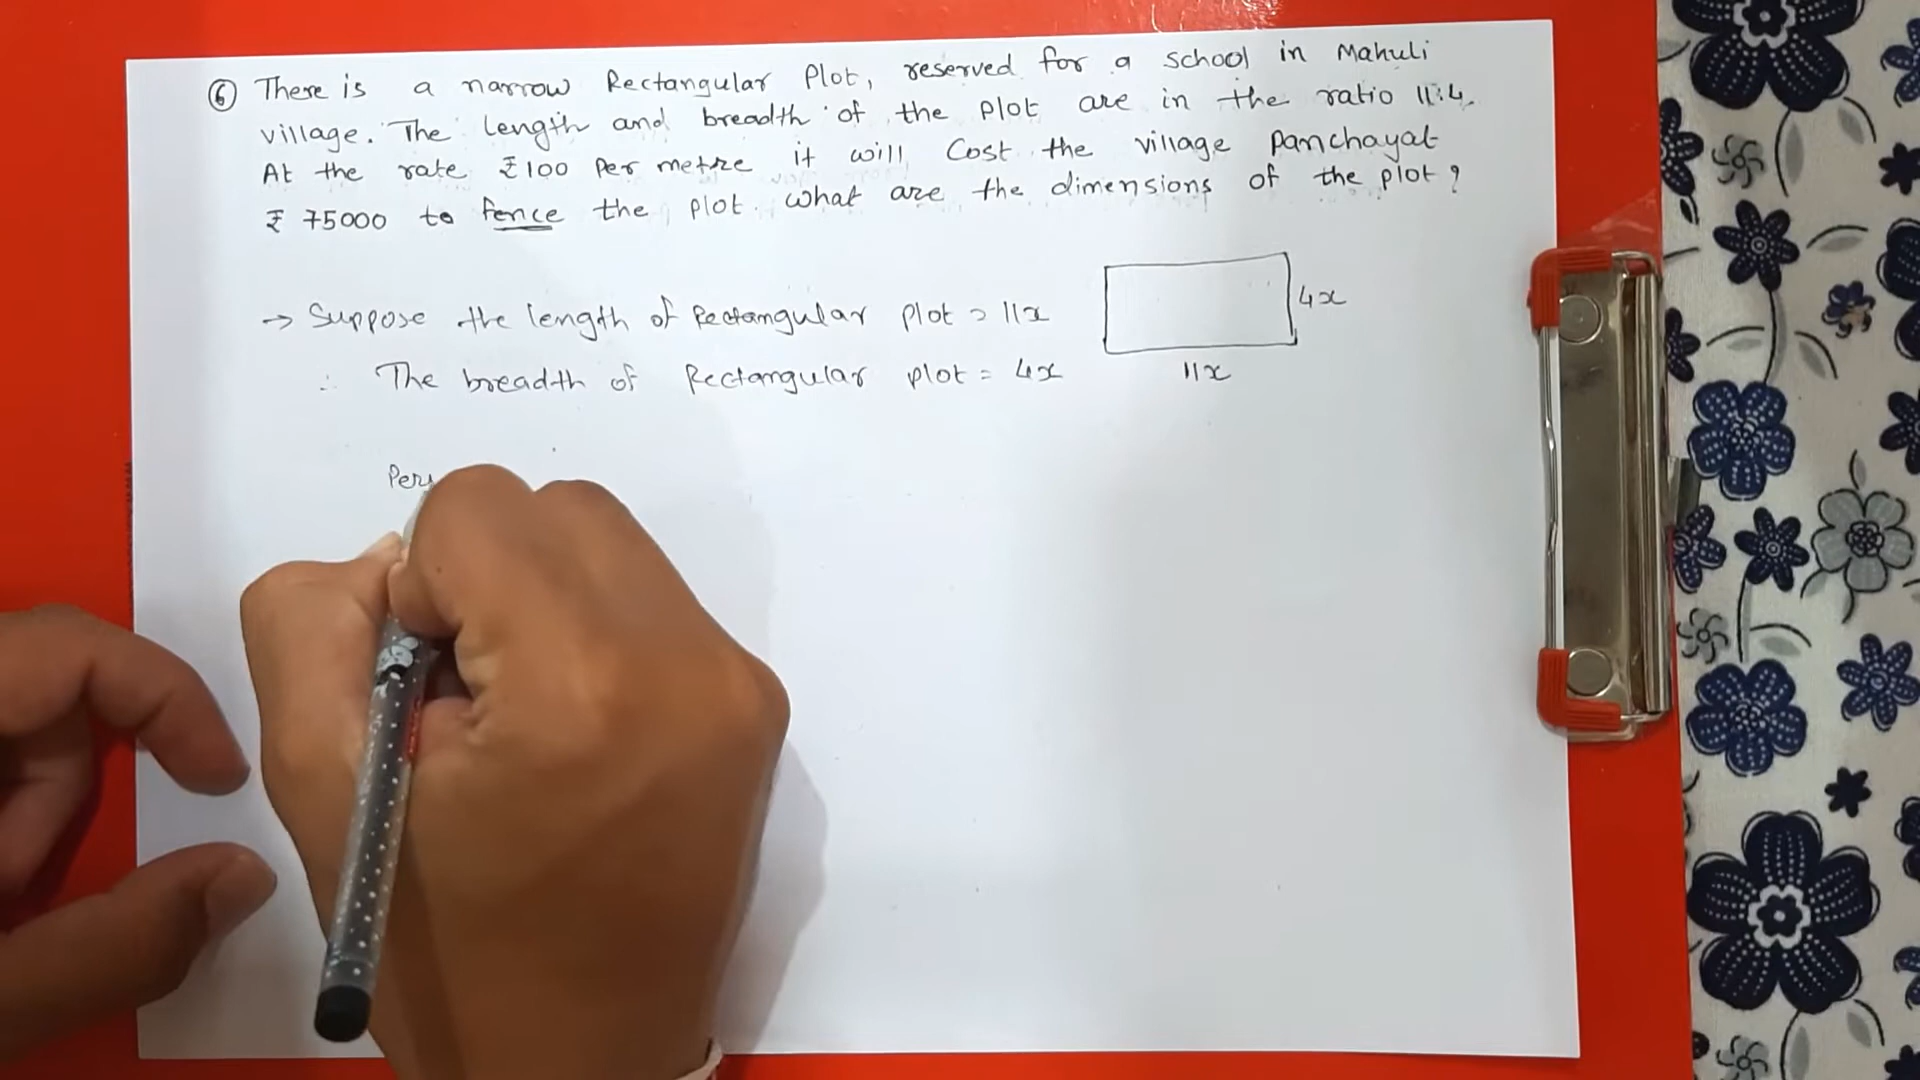 ⑥ There is a narrow Rectangular Plot, reserved for a school in Mahuli
village. The length and breadth of the plot are in the ratio 11:4.
At the rate ₹100 Per metre it will Cost the village panchayat
₹ 75000 to fence the plot. what are the dimensions of the plot?
→ Suppose the length of Rectangular plot = 11x
4x
∴ The breadth of Rectangular plot = 4x
11x
Peri